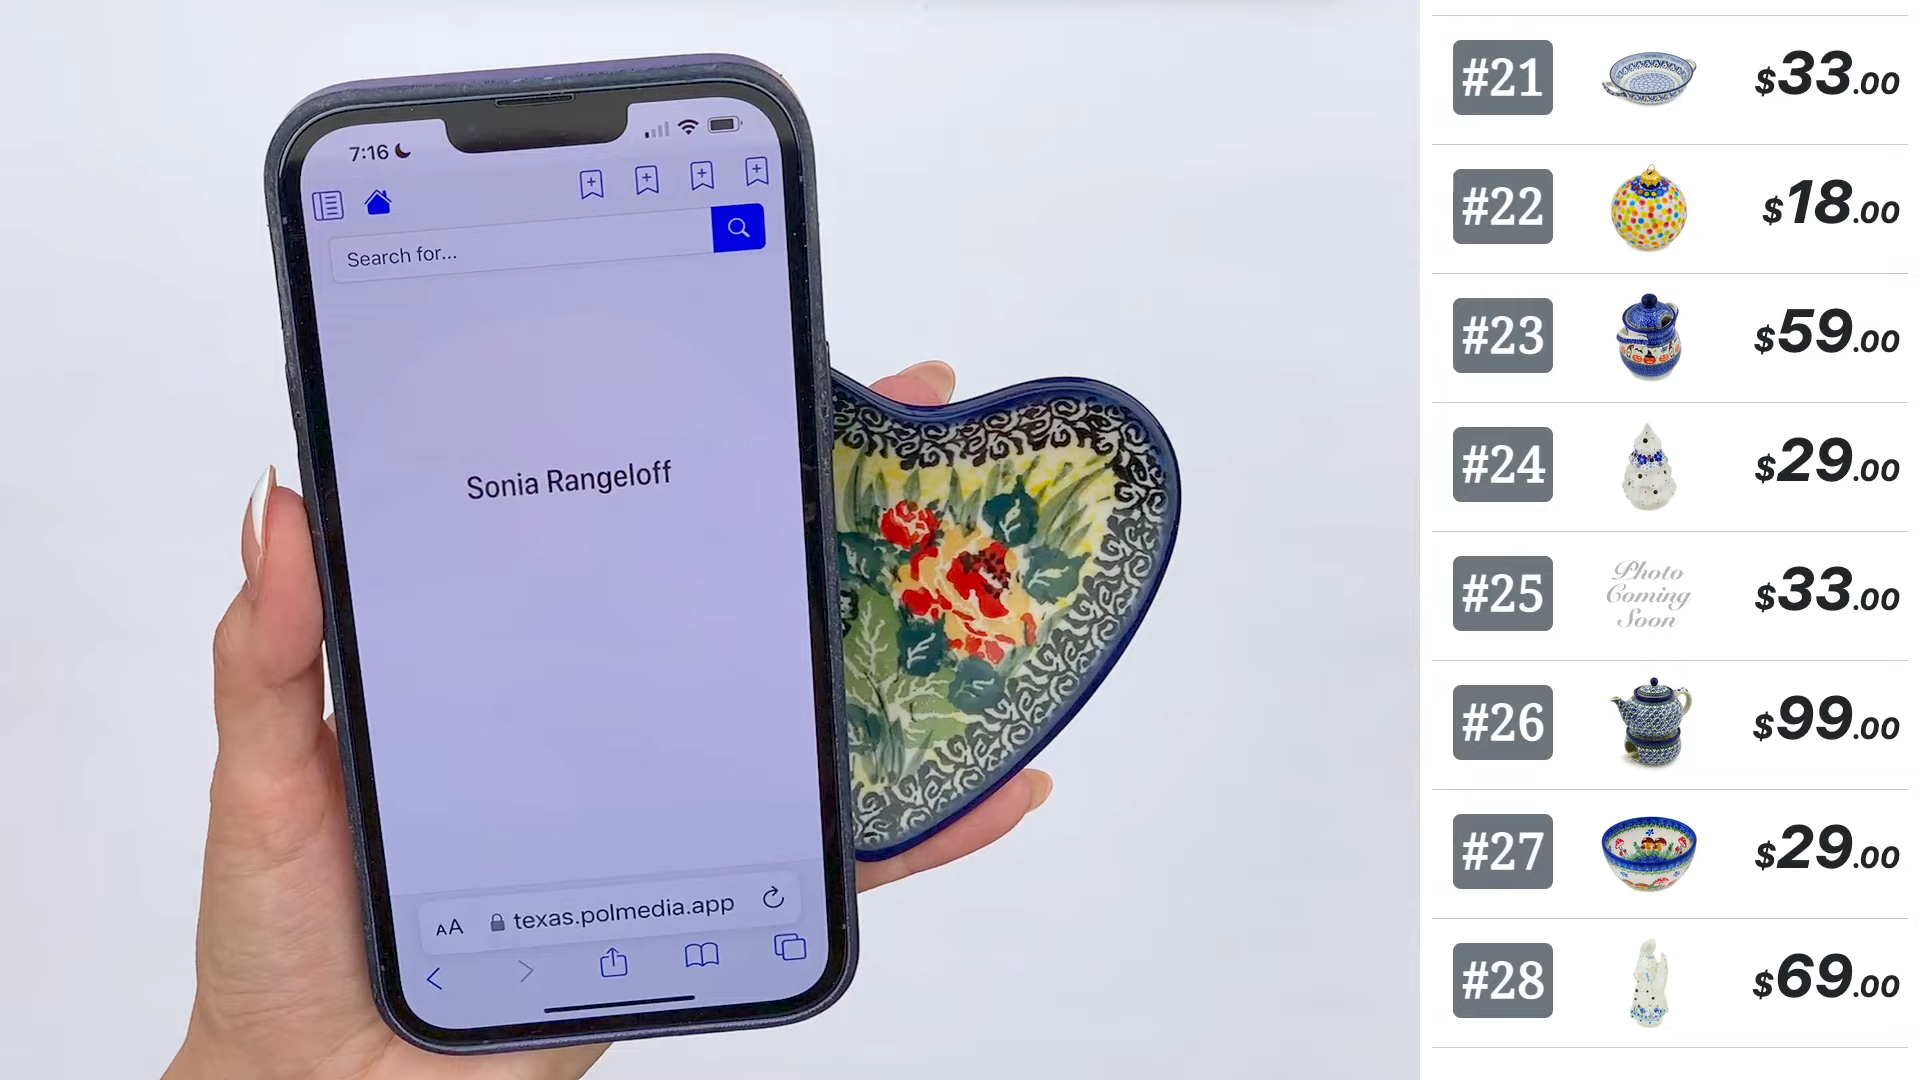 7:16
Search for...
Sonia Rangeloff
AA texas.polmedia.app
#21 $33.00
#22 $18.00
#23 $59.00
#24 $29.00
#25 Photo Coming Soon $33.00
#26 $99.00
#27 $29.00
#28 $69.00